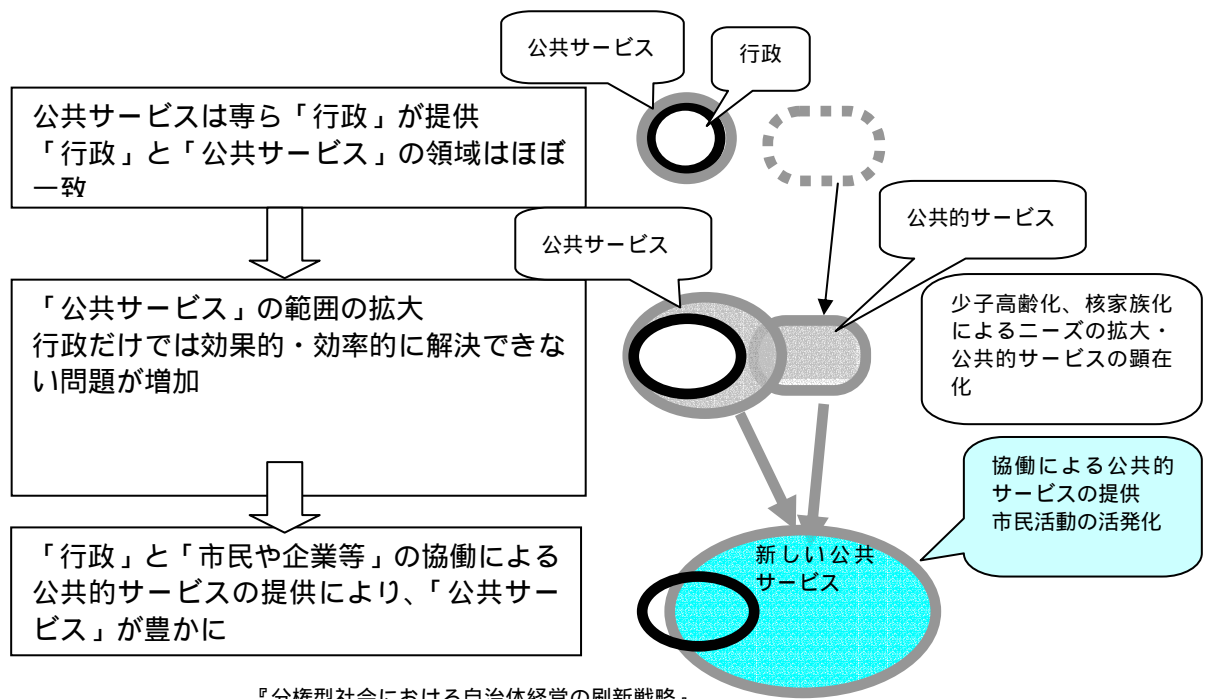 公共サービス
行政
公共サービスは専ら「行政」が提供
「行政」と「公共サービス」の領域はほぼ
一致
公共サービス
公共的サービス
「公共サービス」の範囲の拡大
行政だけでは効果的・効率的に解決できな
い問題が増加
少子高齢化、核家族化
によるニーズの拡大・
公共的サービスの顕在
化
協働による公共的
サービスの提供
市民活動の活発化
「行政」と「市民や企業等」の協働による
公共的サービスの提供により、「公共サー
ビス」が豊かに
新しい公共
サービス
『分権型社会における自治体経営の刷新戦略-